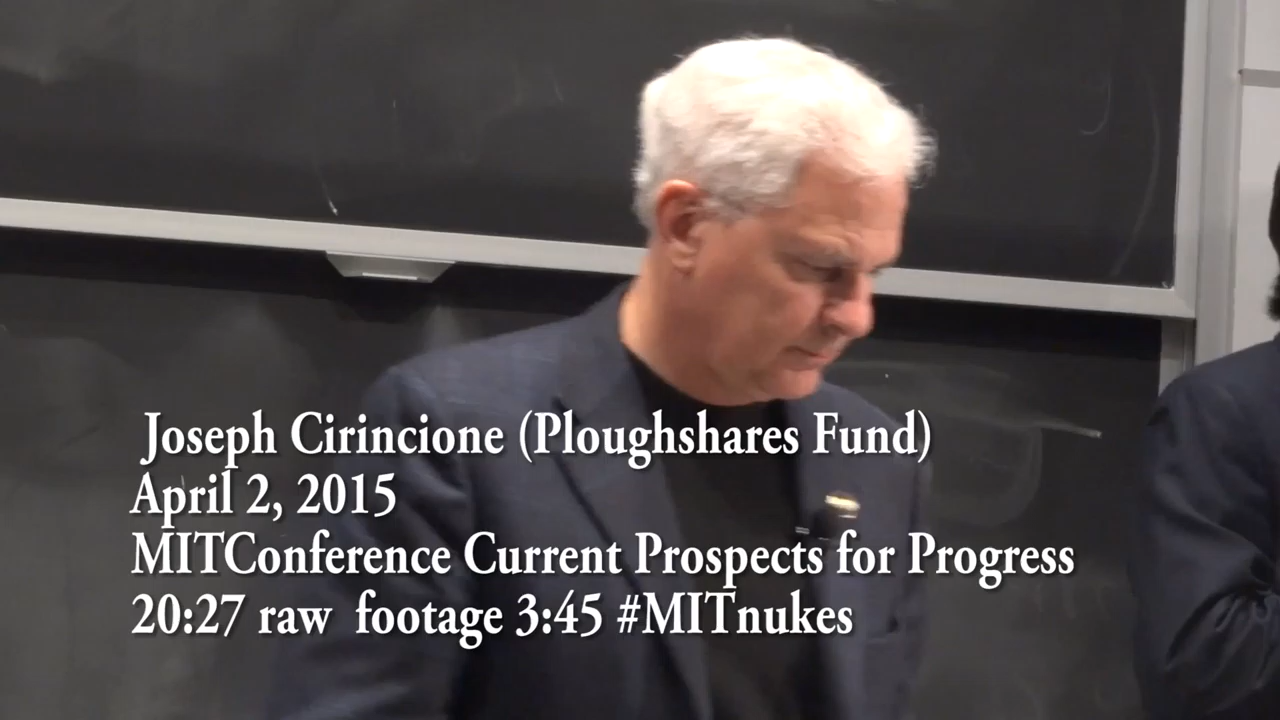 Joseph Cirincione (Ploughshares Fund)
April 2, 2015
MITConference Current Prospects for Progress
20:27 raw  footage 3:45 #MITnukes